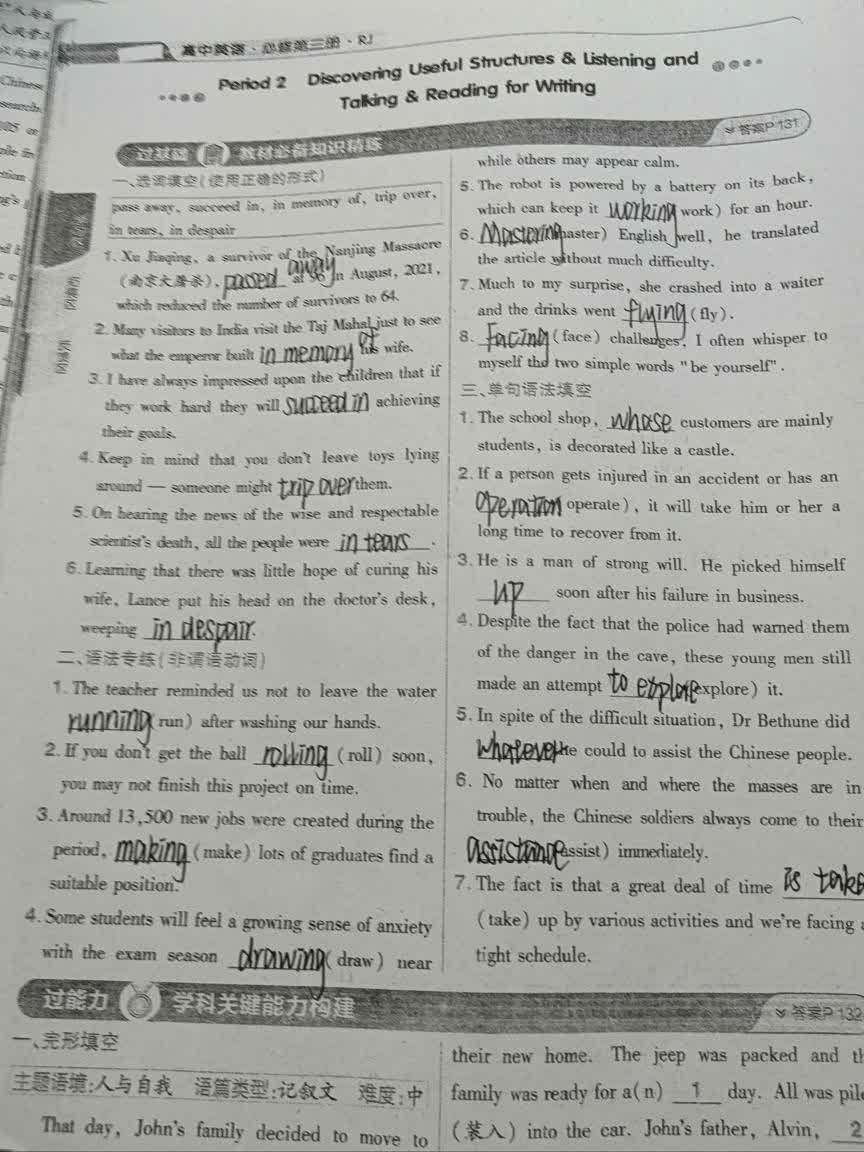 高中英语·必修第三册·RJ
Period 2 Discovering Useful Structures & Listening and
Talking & Reading for Writing
过基础 教材必备知识精练
答案P 131
一、选词填空(使用正确的形式)
pass away, succeed in, in memory of, trip over,
in tears, in despair
1. Xu Jiaqing, a survivor of the Nanjing Massacre
(南京大屠杀), passed away at 96 in August, 2021,
which reduced the number of survivors to 64.
2. Many visitors to India visit the Taj Mahal just to see
what the emperor built in memory of his wife.
3. I have always impressed upon the children that if
they work hard they will succeed in achieving
their goals.
4. Keep in mind that you don't leave toys lying
around — someone might trip over them.
5. On hearing the news of the wise and respectable
scientist's death, all the people were in tears.
6. Learning that there was little hope of curing his
wife, Lance put his head on the doctor's desk,
weeping in despair.
二、语法专练(非谓语动词)
1. The teacher reminded us not to leave the water
running (run) after washing our hands.
2. If you don't get the ball rolling (roll) soon,
you may not finish this project on time.
3. Around 13,500 new jobs were created during the
period, making (make) lots of graduates find a
suitable position.
4. Some students will feel a growing sense of anxiety
with the exam season drawing (draw) near
while others may appear calm.
5. The robot is powered by a battery on its back,
which can keep it working (work) for an hour.
6. Mastering (master) English well, he translated
the article without much difficulty.
7. Much to my surprise, she crashed into a waiter
and the drinks went flying (fly).
8. Facing (face) challenges, I often whisper to
myself the two simple words "be yourself".
三、单句语法填空
1. The school shop, whose customers are mainly
students, is decorated like a castle.
2. If a person gets injured in an accident or has an
operation (operate), it will take him or her a
long time to recover from it.
3. He is a man of strong will. He picked himself
up soon after his failure in business.
4. Despite the fact that the police had warned them
of the danger in the cave, these young men still
made an attempt to explore (explore) it.
5. In spite of the difficult situation, Dr Bethune did
whatever he could to assist the Chinese people.
6. No matter when and where the masses are in
trouble, the Chinese soldiers always come to their
assistance (assist) immediately.
7. The fact is that a great deal of time is take
(take) up by various activities and we're facing a
tight schedule.
过能力 学科关键能力构建
答案P 132
一、完形填空
主题语境:人与自我 语篇类型:记叙文 难度:中
That day, John's family decided to move to
their new home. The jeep was packed and th
family was ready for a(n) 1 day. All was pile
(装入) into the car. John's father, Alvin, 2